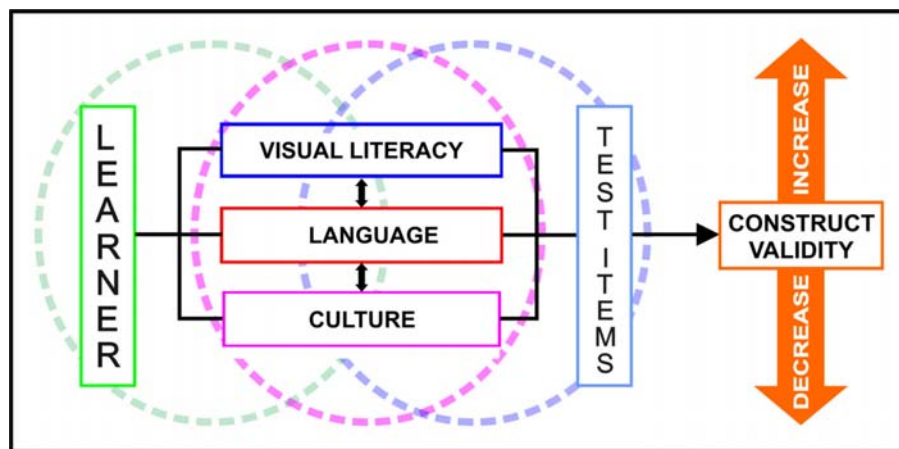 LEARNER
VISUAL LITERACY
LANGUAGE
CULTURE
TEST ITEMS
INCREASE
CONSTRUCT
VALIDITY
DECREASE